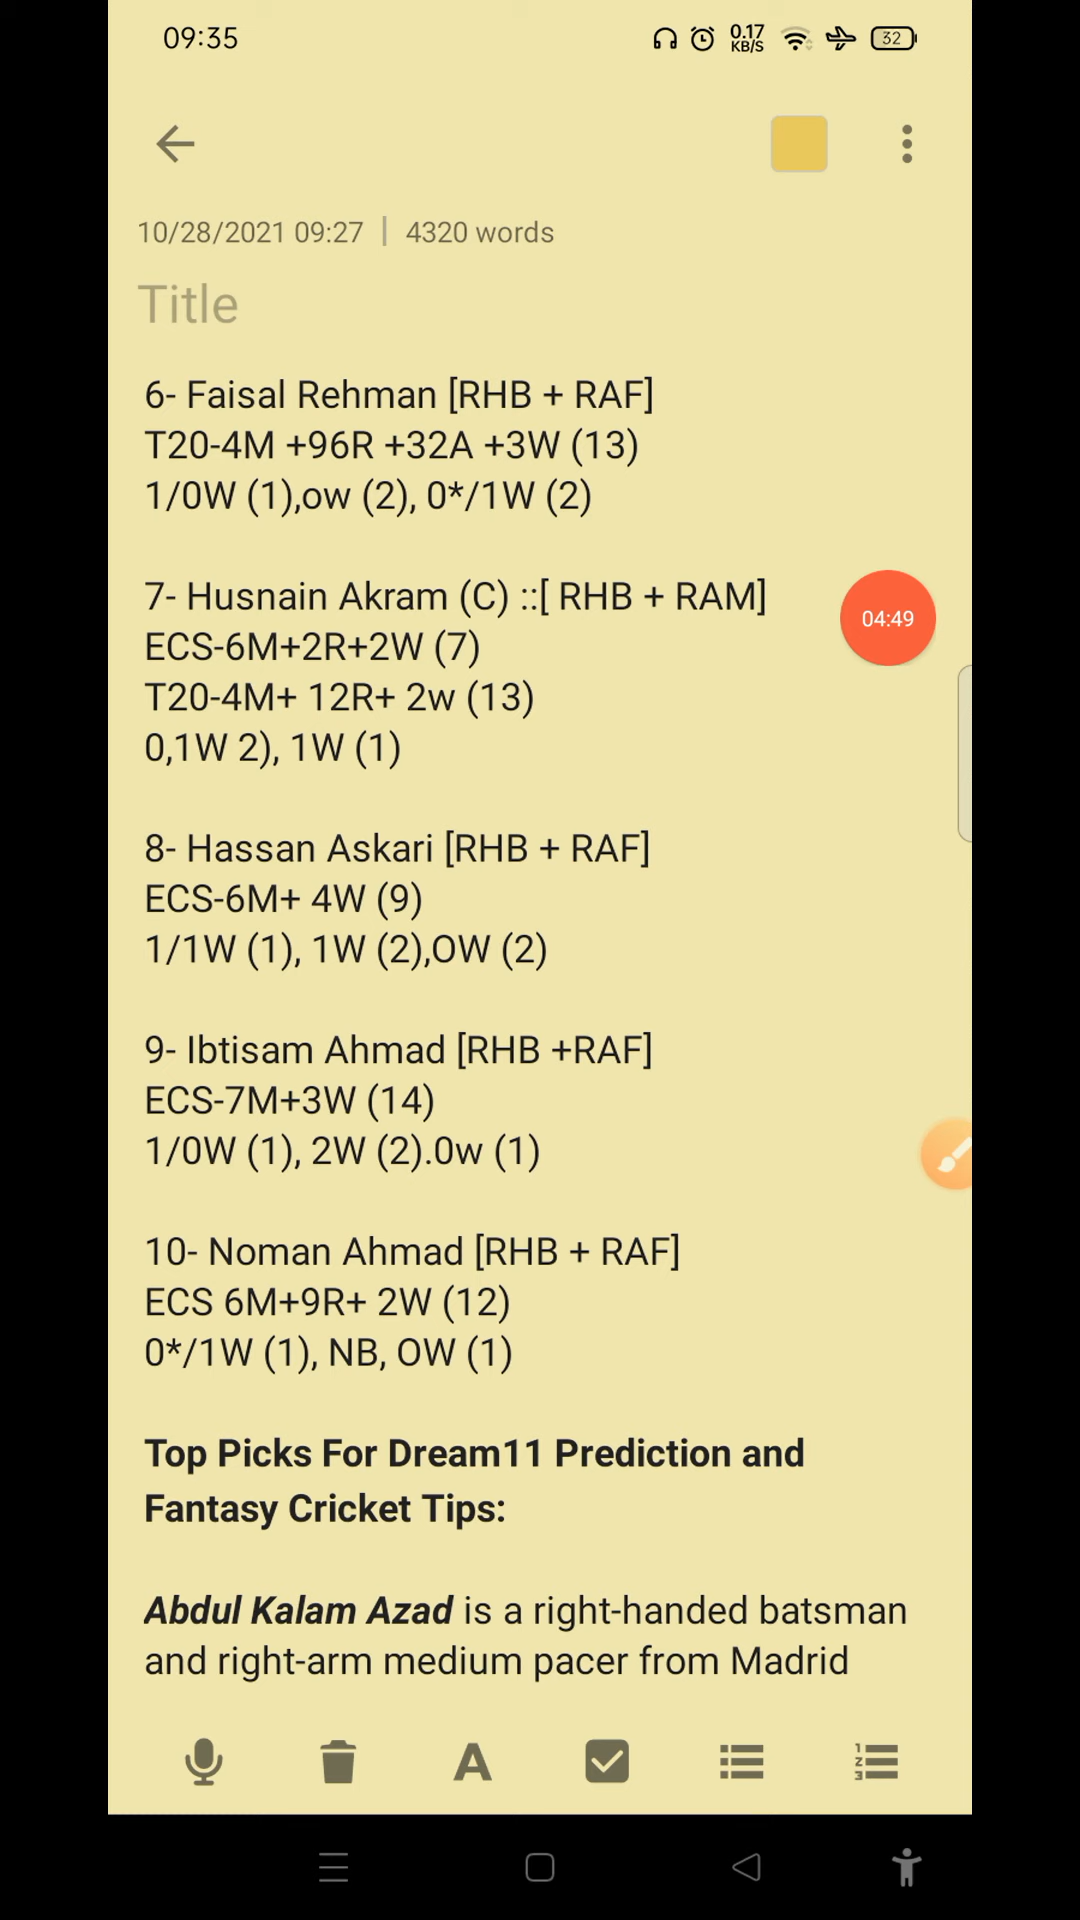 09:35 0.17 KB/S 32
10/28/2021 09:27 | 4320 words
Title
6- Faisal Rehman [RHB + RAF]
T20-4M +96R +32A +3W (13)
1/0W (1),ow (2), 0*/1W (2)
7- Husnain Akram (C) ::[ RHB + RAM]
04:49
ECS-6M+2R+2W (7)
T20-4M+ 12R+ 2w (13)
0,1W 2), 1W (1)
8- Hassan Askari [RHB + RAF]
ECS-6M+ 4W (9)
1/1W (1), 1W (2),OW (2)
9- Ibtisam Ahmad [RHB +RAF]
ECS-7M+3W (14)
1/0W (1), 2W (2).0w (1)
10- Noman Ahmad [RHB + RAF]
ECS 6M+9R+ 2W (12)
0*/1W (1), NB, OW (1)
Top Picks For Dream11 Prediction and
Fantasy Cricket Tips:
Abdul Kalam Azad is a right-handed batsman
and right-arm medium pacer from Madrid